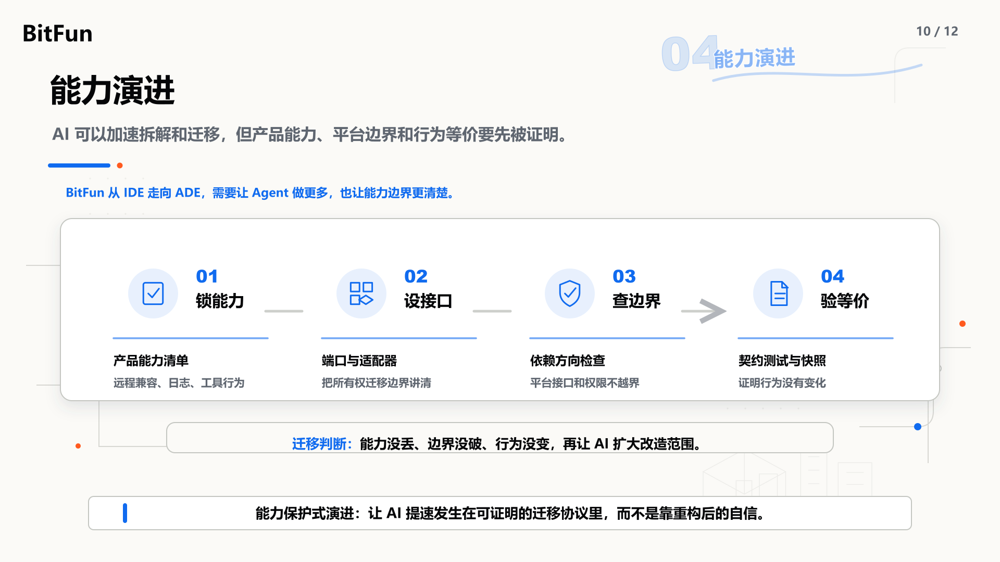 BitFun
10 / 12
04能力演进
能力演进
AI 可以加速拆解和迁移，但产品能力、平台边界和行为等价要先被证明。
BitFun 从 IDE 走向 ADE，需要让 Agent 做更多，也让能力边界更清楚。
01
锁能力
产品能力清单
远程兼容、日志、工具行为
02
设接口
端口与适配器
把所有权迁移边界讲清
03
查边界
依赖方向检查
平台接口和权限不越界
04
验等价
契约测试与快照
证明行为没有变化
迁移判断：能力没丢、边界没破、行为没变，再让 AI 扩大改造范围。
能力保护式演进：让 AI 提速发生在可证明的迁移协议里，而不是靠重构后的自信。